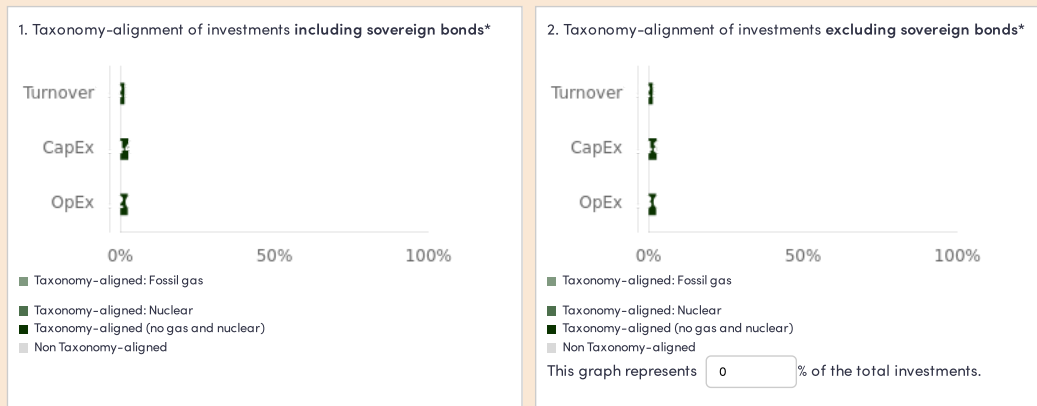 1. Taxonomy-alignment of investments including sovereign bonds*
Turnover
CapEx
OpEx
0% 50% 100%
Taxonomy-aligned: Fossil gas
Taxonomy-aligned: Nuclear
Taxonomy-aligned (no gas and nuclear)
Non Taxonomy-aligned
2. Taxonomy-alignment of investments excluding sovereign bonds*
Turnover
CapEx
OpEx
0% 50% 100%
Taxonomy-aligned: Fossil gas
Taxonomy-aligned: Nuclear
Taxonomy-aligned (no gas and nuclear)
Non Taxonomy-aligned
This graph represents 0 % of the total investments.